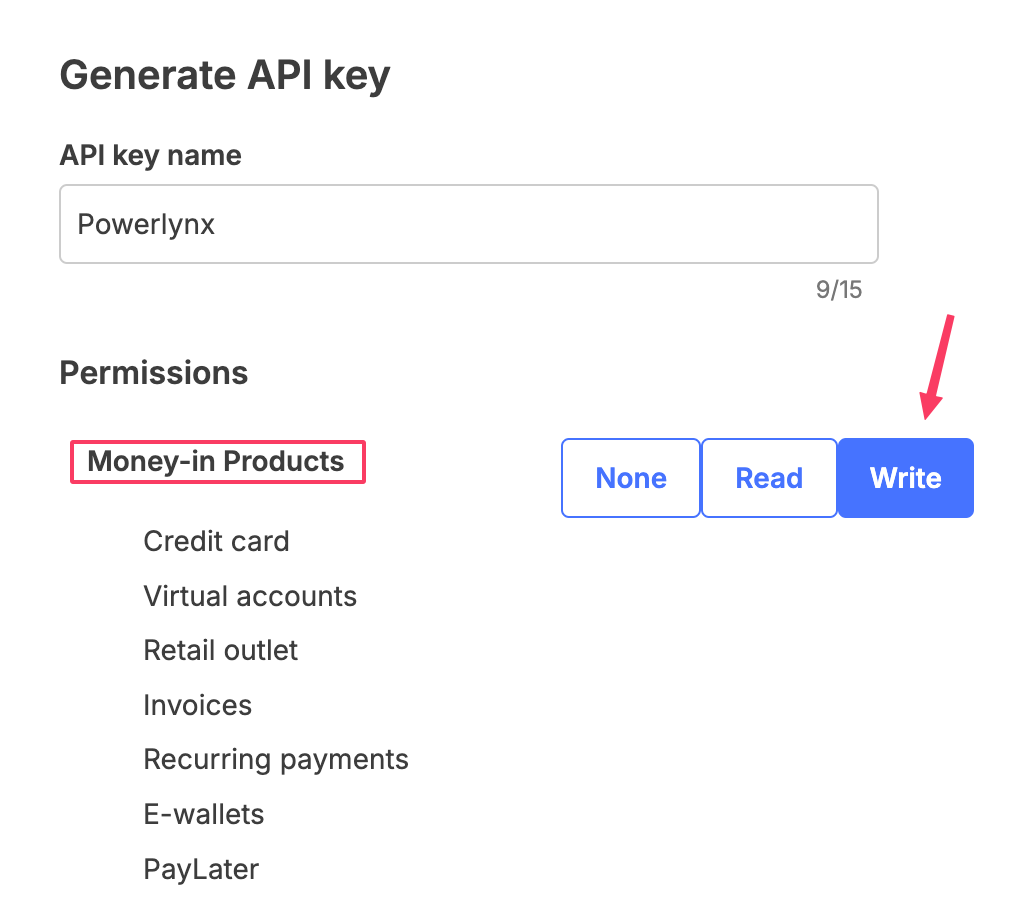 Generate API key
API key name
Powerlynx
9/15
Permissions
Money-in Products
None Read Write
Credit card
Virtual accounts
Retail outlet
Invoices
Recurring payments
E-wallets
PayLater